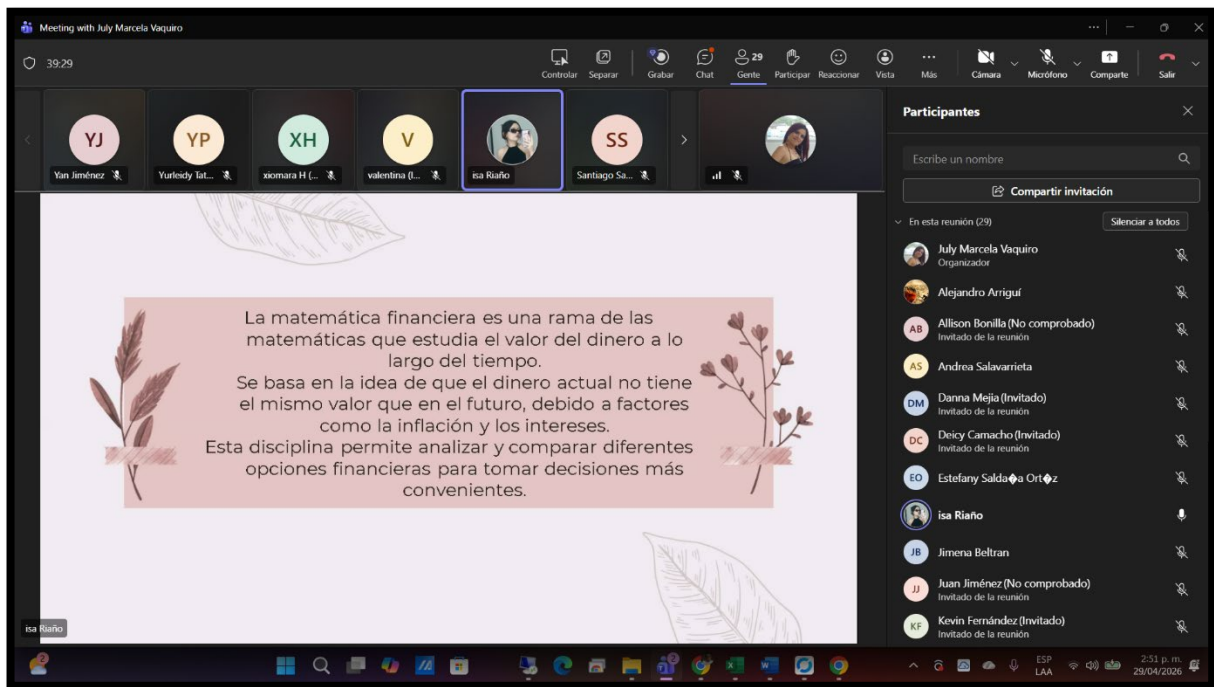 Meeting with July Marcela Vaquiro
39:29
Controlar
Separar
Grabar
Chat
29
Gente
Participar
Reaccionar
Vista
Más
Cámara
Micrófono
Comparte
Salir
YJ
Yan Jiménez
YP
Yurleidy Tat...
XH
xiomara H (...
V
valentina (I...
isa Riaño
SS
Santiago Sa...
La matemática financiera es una rama de las
matemáticas que estudia el valor del dinero a lo
largo del tiempo.
Se basa en la idea de que el dinero actual no tiene
el mismo valor que en el futuro, debido a factores
como la inflación y los intereses.
Esta disciplina permite analizar y comparar diferentes
opciones financieras para tomar decisiones más
convenientes.
isa Riaño
Participantes
Escribe un nombre
Compartir invitación
En esta reunión (29)
Silenciar a todos
July Marcela Vaquiro
Organizador
Alejandro Arriguí
AB
Allison Bonilla (No comprobado)
Invitado de la reunión
AS
Andrea Salavarrieta
DM
Danna Mejia (Invitado)
Invitado de la reunión
DC
Deicy Camacho (Invitado)
Invitado de la reunión
EO
Estefany Salda�a Ort�z
isa Riaño
JB
Jimena Beltran
JJ
Juan Jiménez (No comprobado)
Invitado de la reunión
KF
Kevin Fernández (Invitado)
Invitado de la reunión
ESP
LAA
2:51 p. m.
29/04/2026